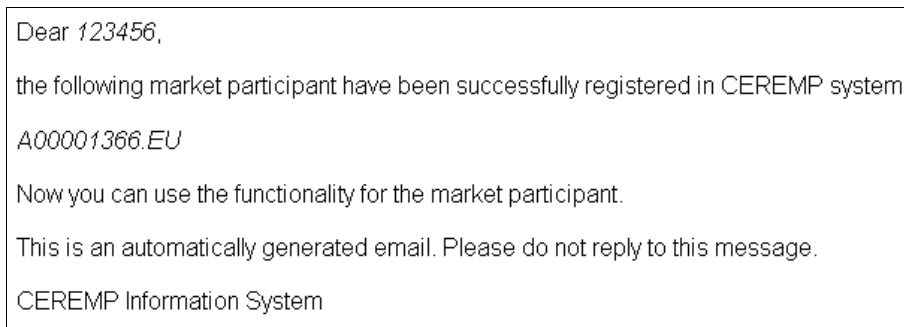 Dear 123456,
the following market participant have been successfully registered in CEREMP system
A00001366.EU
Now you can use the functionality for the market participant.
This is an automatically generated email. Please do not reply to this message.
CEREMP Information System